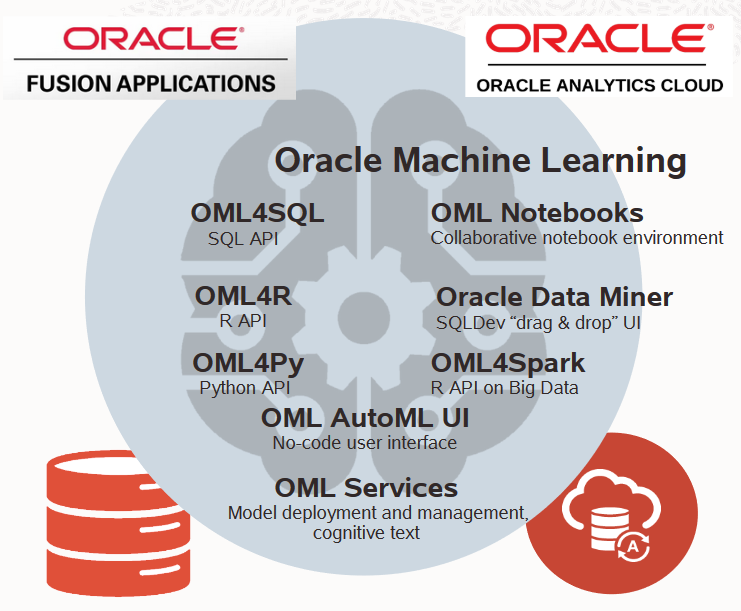 ORACLE®
FUSION APPLICATIONS
ORACLE®
ORACLE ANALYTICS CLOUD
Oracle Machine Learning
OML4SQL
SQL API
OML Notebooks
Collaborative notebook environment
OML4R
R API
Oracle Data Miner
SQLDev “drag & drop” UI
OML4Py
Python API
OML4Spark
R API on Big Data
OML AutoML UI
No-code user interface
OML Services
Model deployment and management,
cognitive text
A